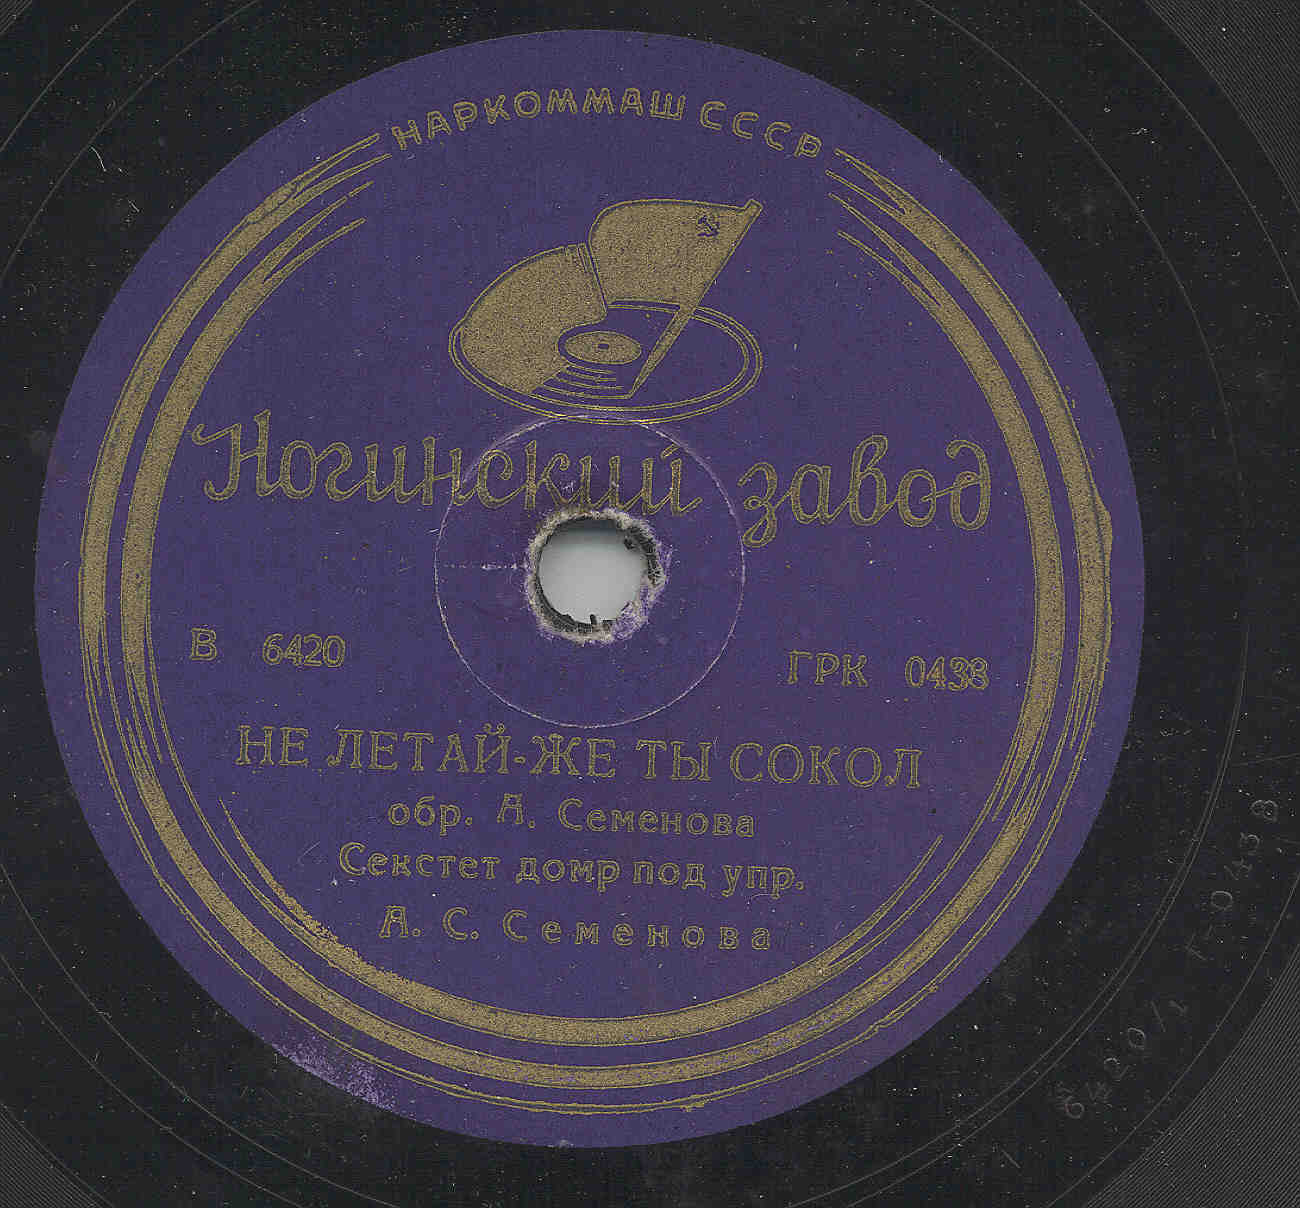 НАРКОММАШ СССР
Ногинский завод
В 6420 ГРК 0438
НЕ ЛЕТАЙ-ЖЕ ТЫ СОКОЛ
обр. А. Семенова
Секстет домр под упр.
А. С. Семенова
6420/1 Г-0438